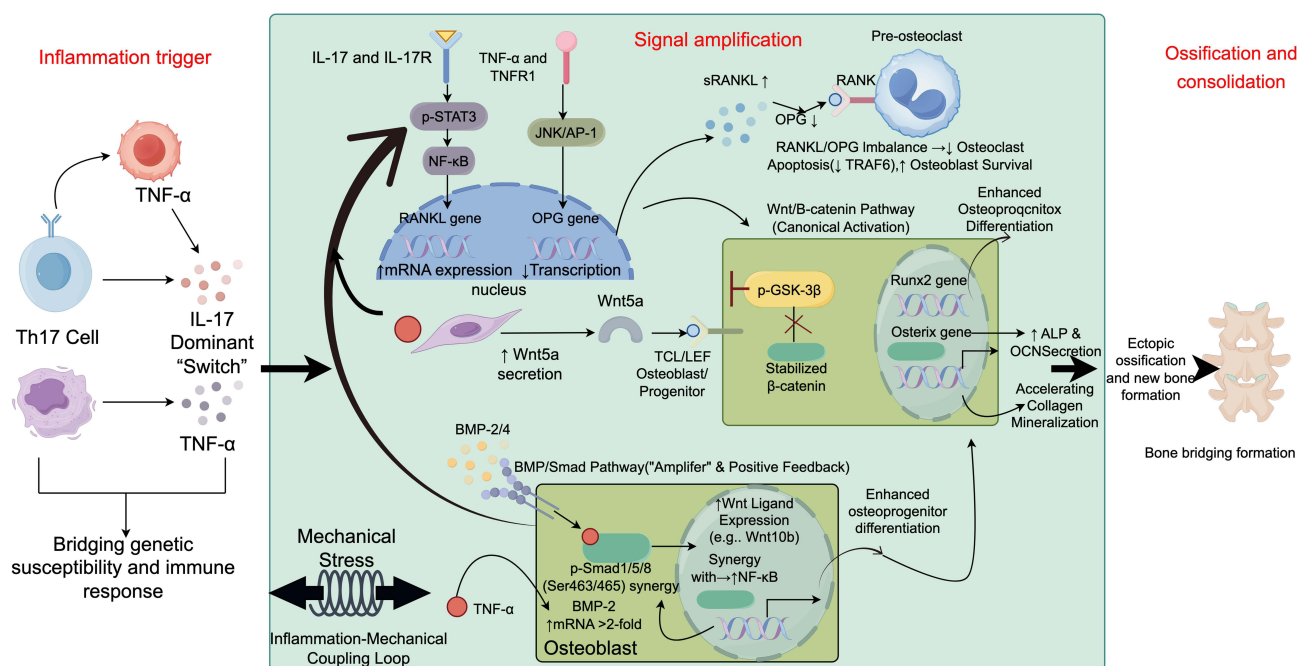 Inflammation trigger
TNF-α
Th17 Cell
IL-17
Dominant
“Switch”
TNF-α
Bridging genetic
susceptibility and immune
response
Signal amplification
IL-17 and IL-17R
TNF-α and
TNFR1
p-STAT3
NF-κB
JNK/AP-1
RANKL gene
OPG gene
↑mRNA expression
↓Transcription
nucleus
sRANKL ↑
OPG ↓
RANK
Pre-osteoclast
RANKL/OPG Imbalance →↓ Osteoclast
Apoptosis(↓ TRAF6),↑ Osteoblast Survival
Wnt/B-catenin Pathway
(Canonical Activation)
Enhanced
Osteoproqcnitox
Differentiation
↑ Wnt5a
secretion
Wnt5a
TCL/LEF
Osteoblast/
Progenitor
p-GSK-3β
Stabilized
β-catenin
Runx2 gene
Osterix gene
↑ ALP &
OCNSecretion
Accelerating
Collagen
Mineralization
BMP-2/4
BMP/Smad Pathway("Amplifer" & Positive Feedback)
↑Wnt Ligand
Expression
(e.g.. Wnt10b)
Synergy
with→↑NF-κB
p-Smad1/5/8
(Ser463/465) synergy
BMP-2
↑mRNA >2-fold
Osteoblast
Enhanced
osteoprogenitor
differentiation
Mechanical
Stress
TNF-α
Inflammation-Mechanical
Coupling Loop
Ossification and
consolidation
Ectopic
ossification
and new bone
formation
Bone bridging formation